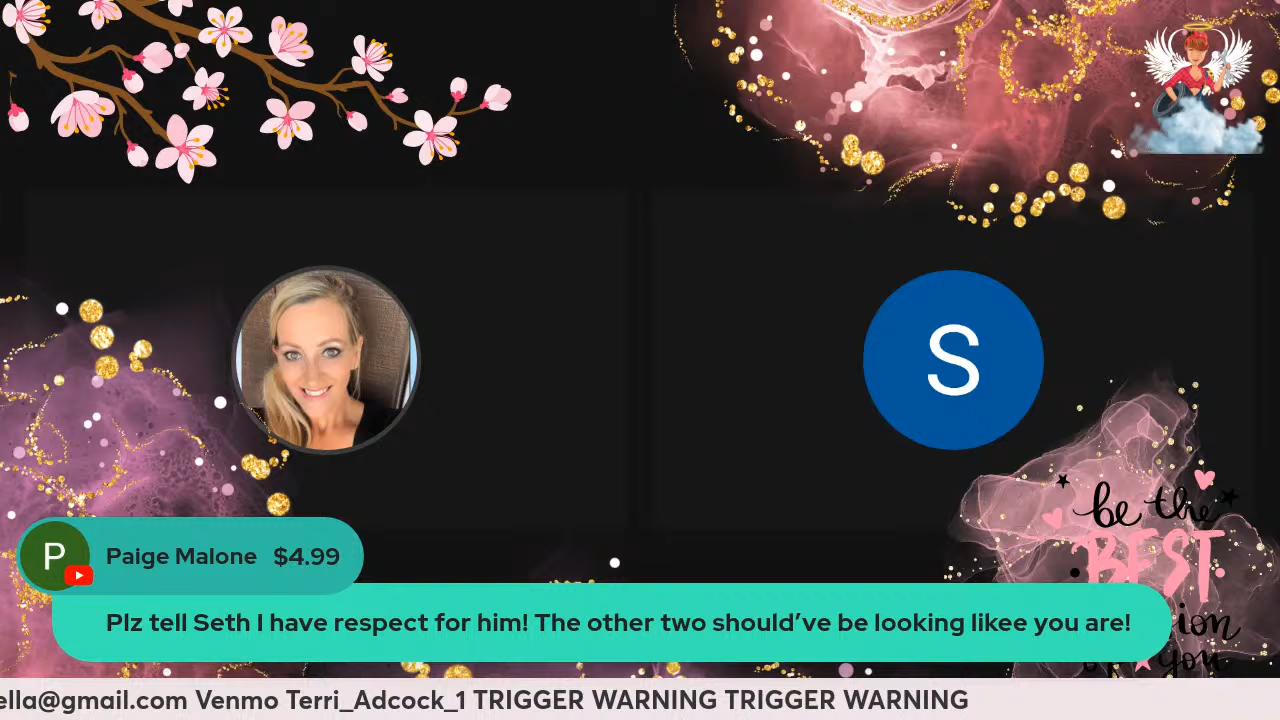 S
be the
BEST
ion
of you
P Paige Malone $4.99
Plz tell Seth I have respect for him! The other two should’ve be looking likee you are!
ella@gmail.com Venmo Terri_Adcock_1 TRIGGER WARNING TRIGGER WARNING